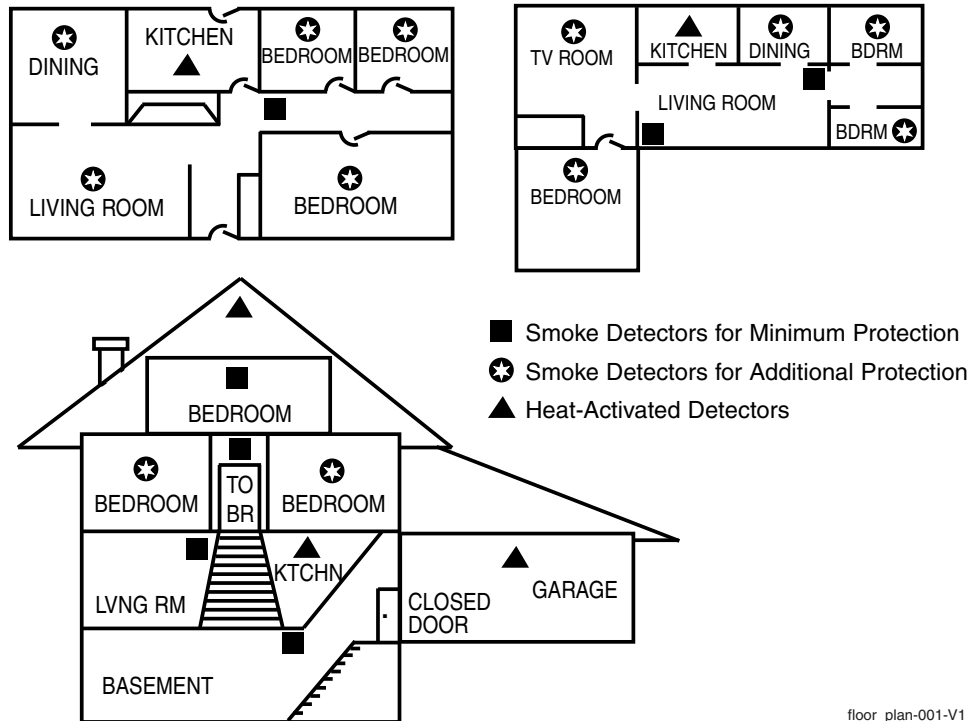 DINING
KITCHEN
BEDROOM
BEDROOM
LIVING ROOM
BEDROOM
TV ROOM
KITCHEN
DINING
BDRM
LIVING ROOM
BDRM
BEDROOM
Smoke Detectors for Minimum Protection
Smoke Detectors for Additional Protection
Heat-Activated Detectors
BEDROOM
BEDROOM
TO
BR
BEDROOM
LVNG RM
KTCHN
CLOSED
DOOR
GARAGE
BASEMENT
floor_plan-001-V1